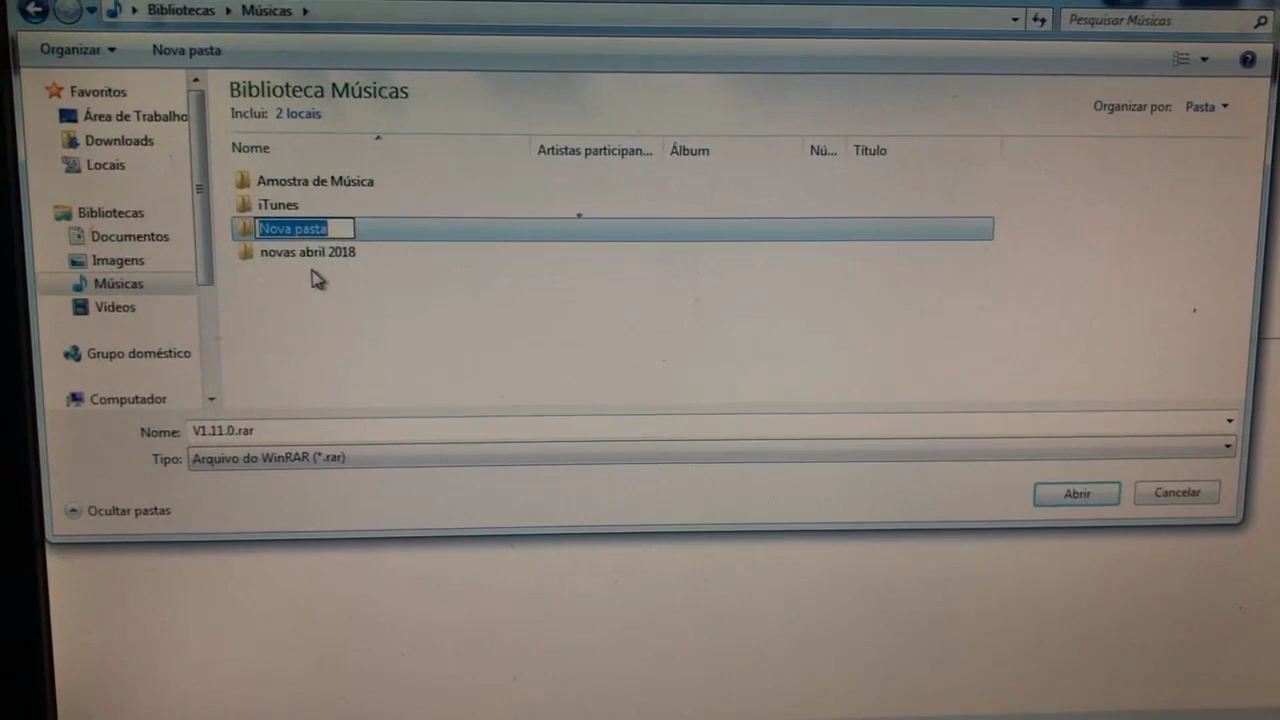 Bibliotecas Músicas
Pesquisar Músicas
Organizar Nova pasta
Favoritos
Área de Trabalho
Downloads
Locais
Bibliotecas
Documentos
Imagens
Músicas
Vídeos
Grupo doméstico
Computador
Biblioteca Músicas
Inclui: 2 locais
Organizar por: Pasta
Nome Artistas participan... Álbum Nú... Título
Amostra de Música
iTunes
Nova pasta
novas abril 2018
Nome: V1.11.0.rar
Tipo: Arquivo do WinRAR (*.rar)
Ocultar pastas
Abrir Cancelar